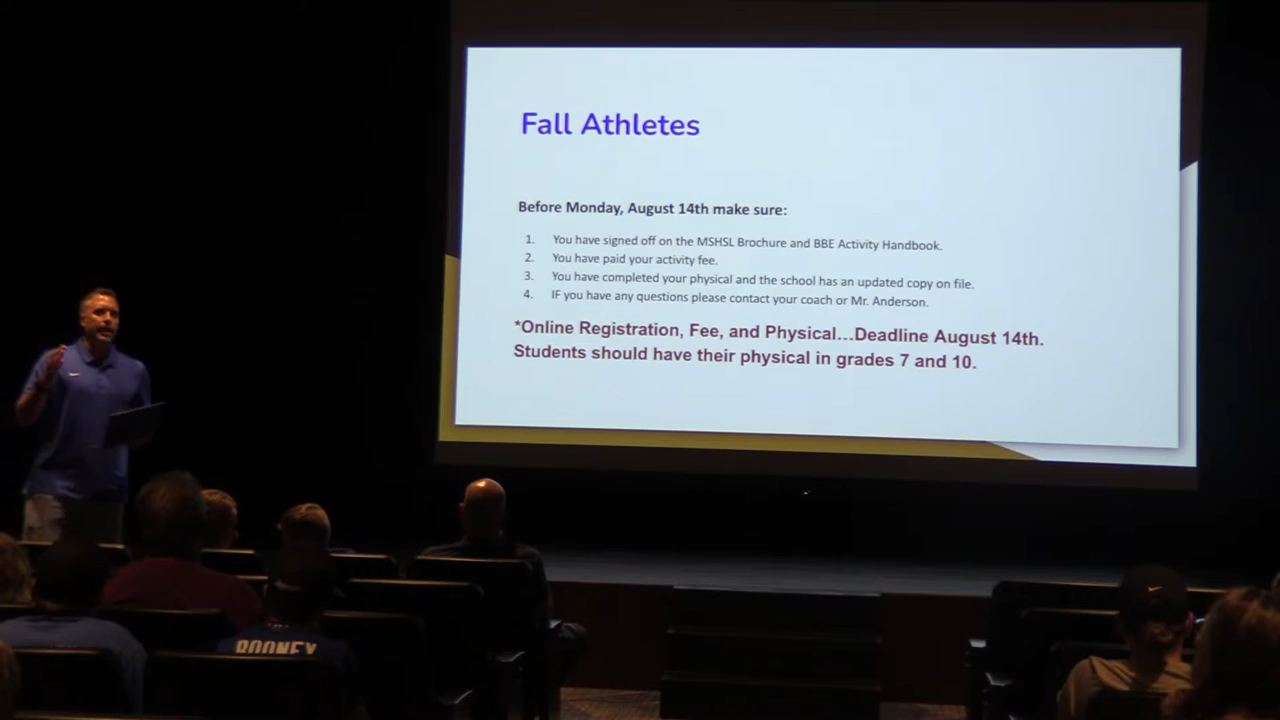 Fall Athletes
Before Monday, August 14th make sure:
1. You have signed off on the MSHSL Brochure and BBE Activity Handbook.
2. You have paid your activity fee.
3. You have completed your physical and the school has an updated copy on file.
4. IF you have any questions please contact your coach or Mr. Anderson.
*Online Registration, Fee, and Physical...Deadline August 14th.
Students should have their physical in grades 7 and 10.
ROONEY